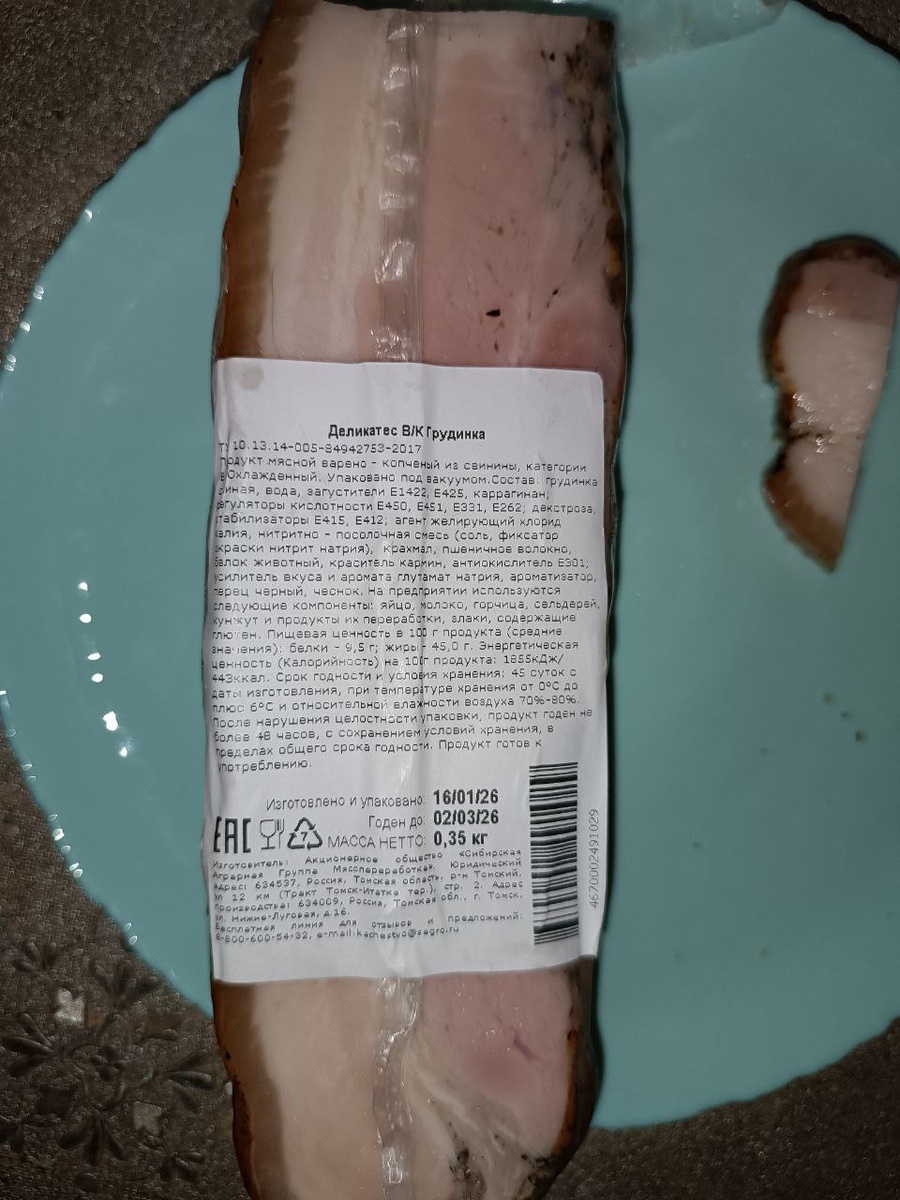 Деликатес В/К Грудинка
ТУ 10.13.14-005-84942753-2017
Продукт мясной варено - копченый из свинины, категории
Охлажденный. Упаковано под вакуумом.Состав: грудинка
свиная, вода, загустители Е1422, Е425, каррагинан;
регуляторы кислотности Е450, Е451, Е331, Е262; декстроза,
стабилизаторы Е415, Е412; агент желирующий хлорид
калия, нитритно - посолочная смесь (соль, фиксатор
окраски нитрит натрия), крахмал, пшеничное волокно,
белок животный, краситель кармин, антиокислитель Е301;
усилитель вкуса и аромата глутамат натрия, ароматизатор,
перец черный, чеснок. На предприятии используются
следующие компоненты: яйцо, молоко, горчица, сельдерей,
кунжут и продукты их переработки, злаки, содержащие
глютен. Пищевая ценность в 100 г продукта (средние
значения): белки - 9,5 г; жиры - 45,0 г. Энергетическая
ценность (Калорийность) на 100г продукта: 1855кДж/
443ккал. Срок годности и условия хранения: 45 суток с
даты изготовления, при температуре хранения от 0°С до
плюс 6°С и относительной влажности воздуха 70%-80%.
После нарушения целостности упаковки, продукт годен не
более 48 часов, с сохранением условий хранения, в
пределах общего срока годности. Продукт готов к
употреблению.
Изготовлено и упаковано: 16/01/26
Годен до: 02/03/26
EAC 7 МАССА НЕТТО: 0,35 кг
Изготовитель: Акционерное общество «Сибирская
Аграрная Группа Мясопереработка». Юридический
адрес: 634537, Россия, Томская область, р-н Томский,
км 12 км (Тракт Томск-Итатка тер.), стр. 2. Адрес
производства: 634009, Россия, Томская обл., г. Томск,
ул. Нижне-Луговая, д.16.
Бесплатная линия для отзывов и предложений:
8-800-600-54-32, e-mail:kachestvo@sagro.ru
4670002491029